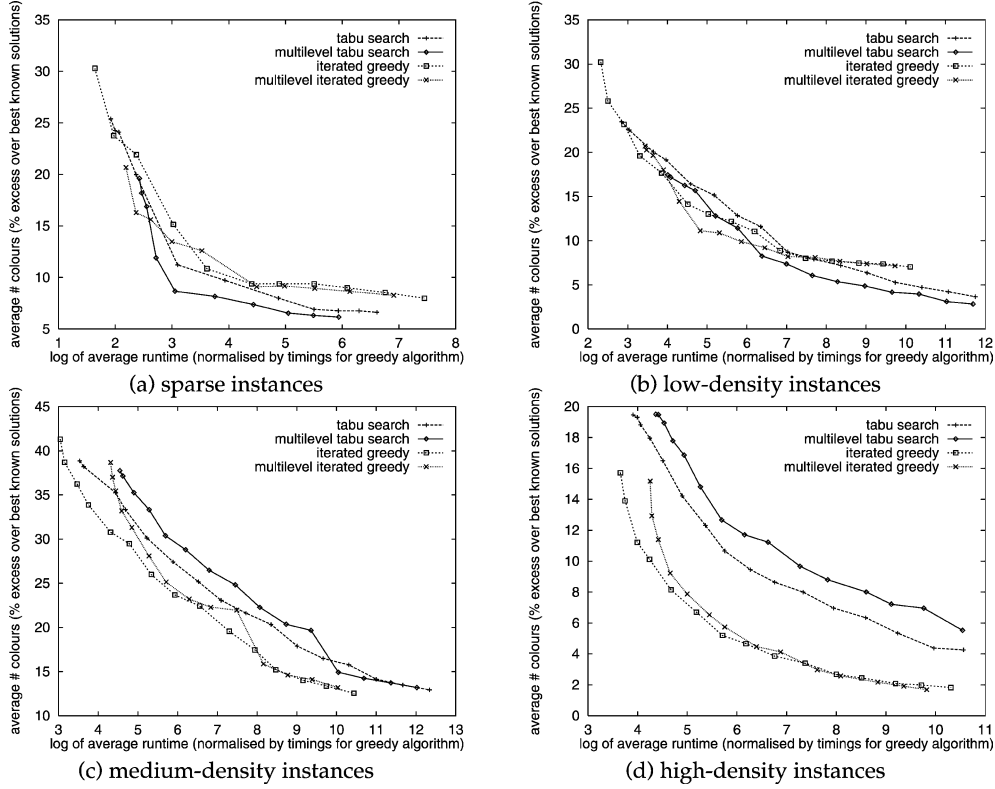 average # colours (% excess over best known solutions)
35
30
25
20
15
10
5
1 2 3 4 5 6 7 8
log of average runtime (normalised by timings for greedy algorithm)
tabu search
multilevel tabu search
iterated greedy
multilevel iterated greedy
(a) sparse instances
average # colours (% excess over best known solutions)
35
30
25
20
15
10
5
0
2 3 4 5 6 7 8 9 10 11 12
log of average runtime (normalised by timings for greedy algorithm)
tabu search
multilevel tabu search
iterated greedy
multilevel iterated greedy
(b) low-density instances
average # colours (% excess over best known solutions)
45
40
35
30
25
20
15
10
3 4 5 6 7 8 9 10 11 12 13
log of average runtime (normalised by timings for greedy algorithm)
tabu search
multilevel tabu search
iterated greedy
multilevel iterated greedy
(c) medium-density instances
average # colours (% excess over best known solutions)
20
18
16
14
12
10
8
6
4
2
0
3 4 5 6 7 8 9 10 11
log of average runtime (normalised by timings for greedy algorithm)
tabu search
multilevel tabu search
iterated greedy
multilevel iterated greedy
(d) high-density instances